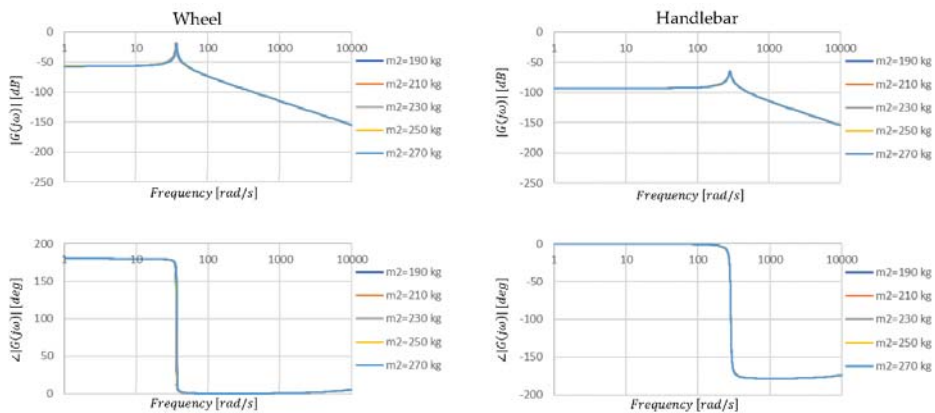 Wheel
0
1 10 100 1000 10000
-50
-100
-150
-200
-250
|G(jω)| [dB]
Frequency [rad/s]
m2=190 kg
m2=210 kg
m2=230 kg
m2=250 kg
m2=270 kg
Handlebar
0
1 10 100 1000 10000
-50
-100
-150
-200
-250
|G(jω)| [dB]
Frequency [rad/s]
m2=190 kg
m2=210 kg
m2=230 kg
m2=250 kg
m2=270 kg
200
150
100
50
0
1 10 100 1000 10000
∠|G(jω)| [deg]
Frequency [rad/s]
m2=190 kg
m2=210 kg
m2=230 kg
m2=250 kg
m2=270 kg
0
1 10 100 1000 10000
-50
-100
-150
-200
∠|G(jω)| [deg]
Frequency [rad/s]
m2=190 kg
m2=210 kg
m2=230 kg
m2=250 kg
m2=270 kg